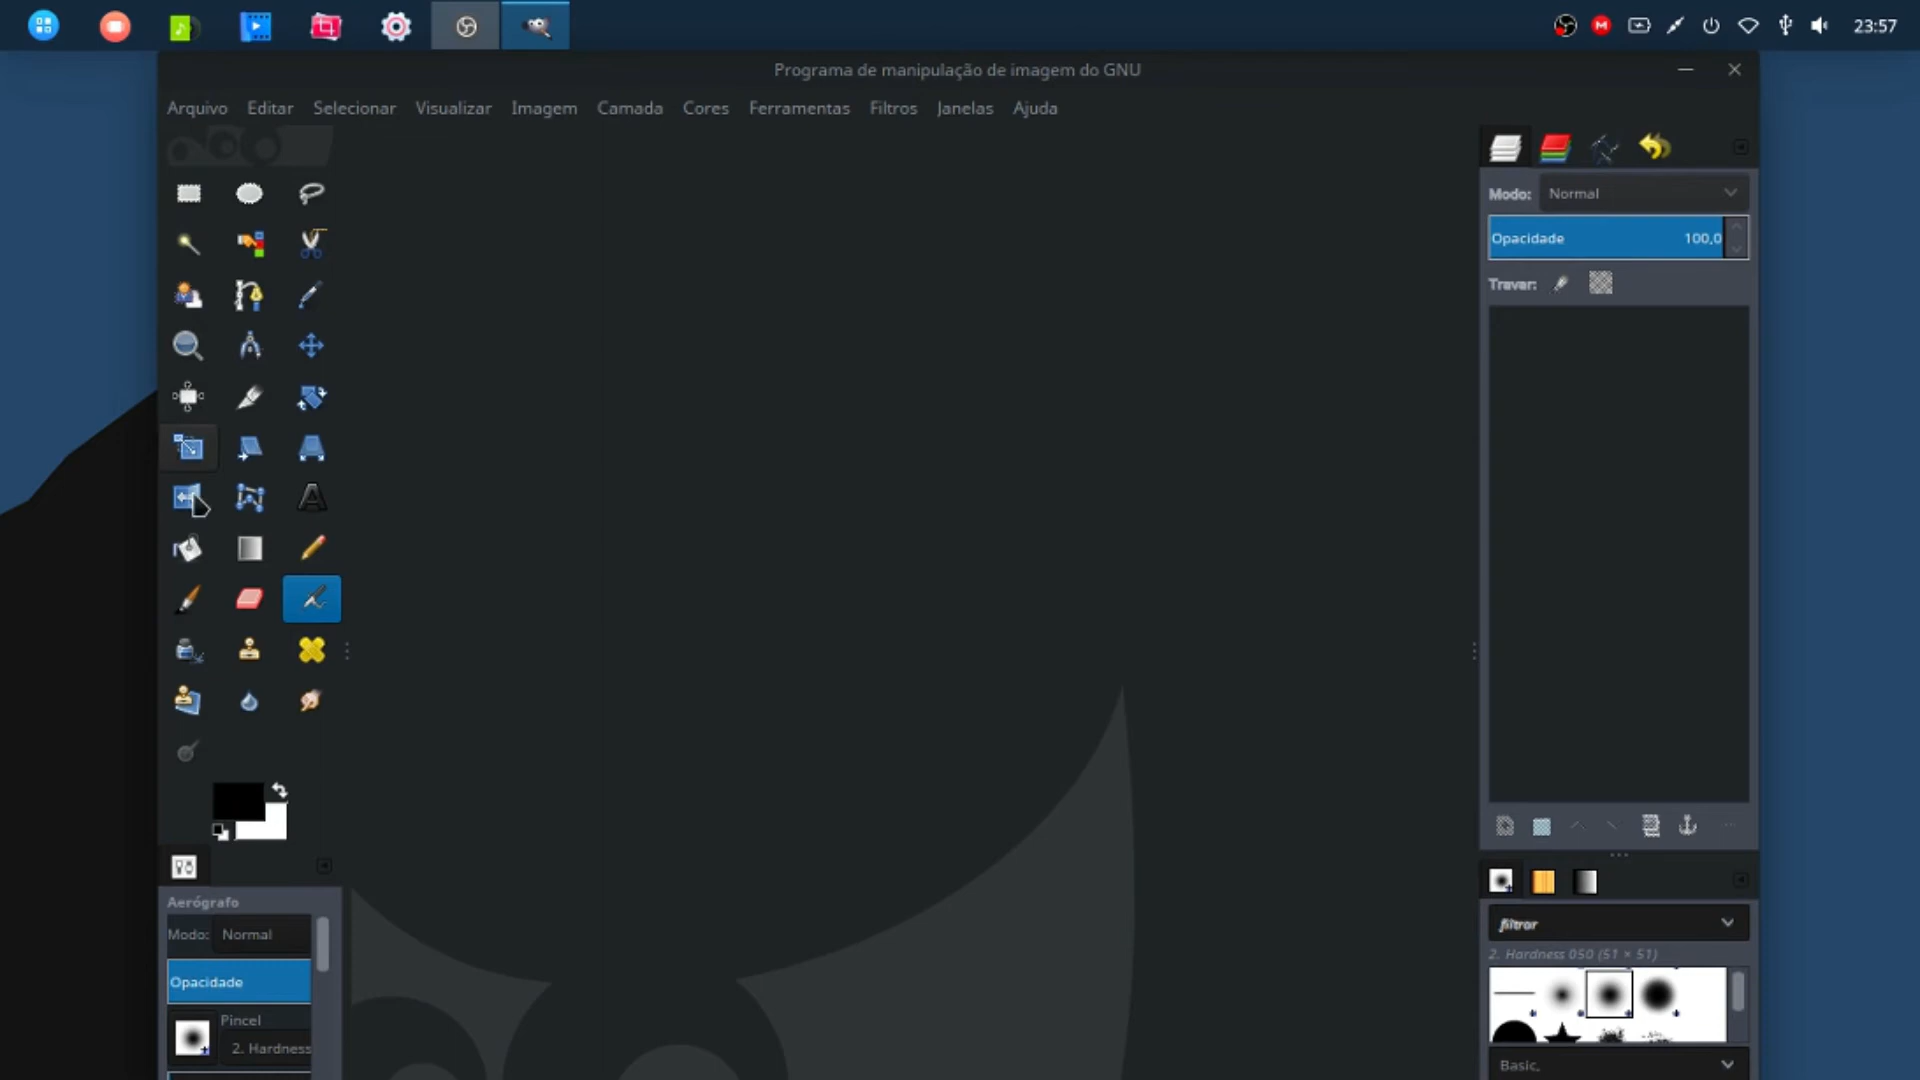 23:57
Programa de manipulação de imagem do GNU
Arquivo Editar Selecionar Visualizar Imagem Camada Cores Ferramentas Filtros Janelas Ajuda
Modo: Normal
Opacidade 100,0
Travar:
Aerógrafo
Modo: Normal
Opacidade
Pincel
2. Hardness
filtrar
2. Hardness 050 (51 × 51)
Basic,